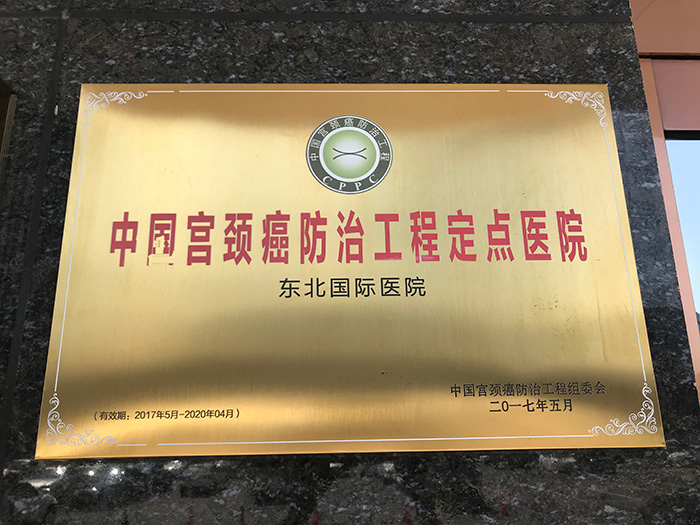 中国宫颈癌防治工程
CPPC
中国宫颈癌防治工程定点医院
东北国际医院
中国宫颈癌防治工程组委会
二〇一七年五月
（有效期：2017年5月-2020年04月）